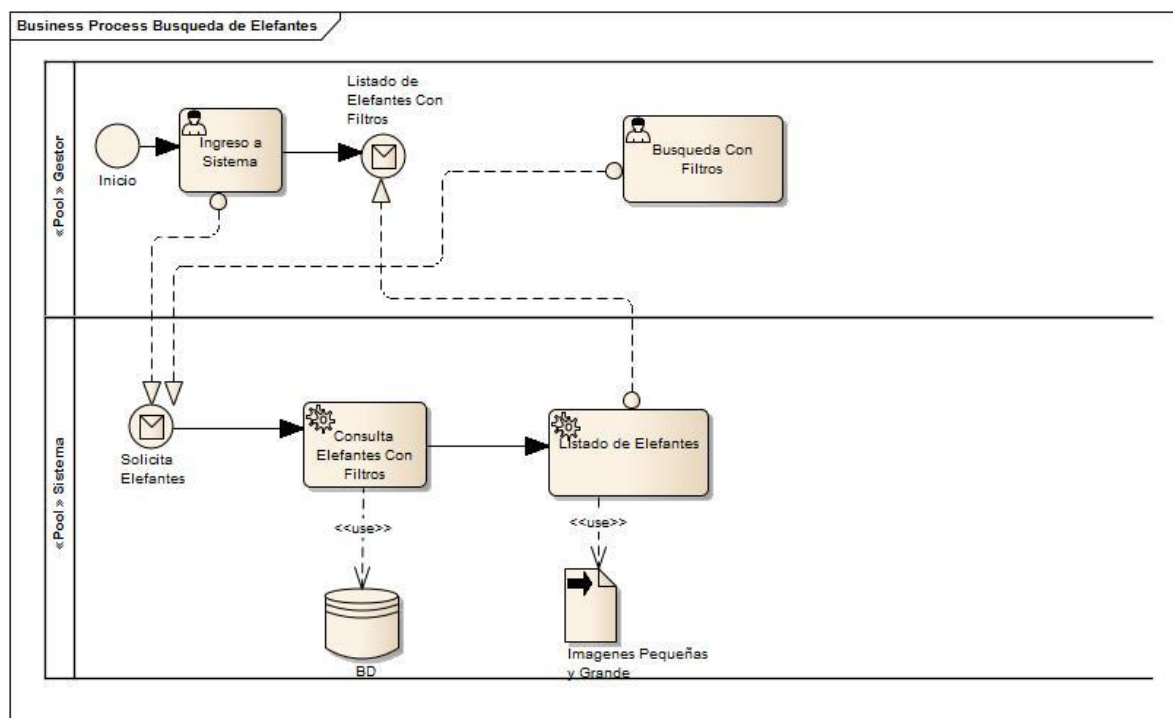 Business Process Busqueda de Elefantes
«Pool» Gestor
Inicio
Ingreso a
Sistema
Listado de
Elefantes Con
Filtros
Busqueda Con
Filtros
«Pool» Sistema
Solicita
Elefantes
Consulta
Elefantes Con
Filtros
Listado de Elefantes
<<use>>
<<use>>
BD
Imagenes Pequeñas
y Grande